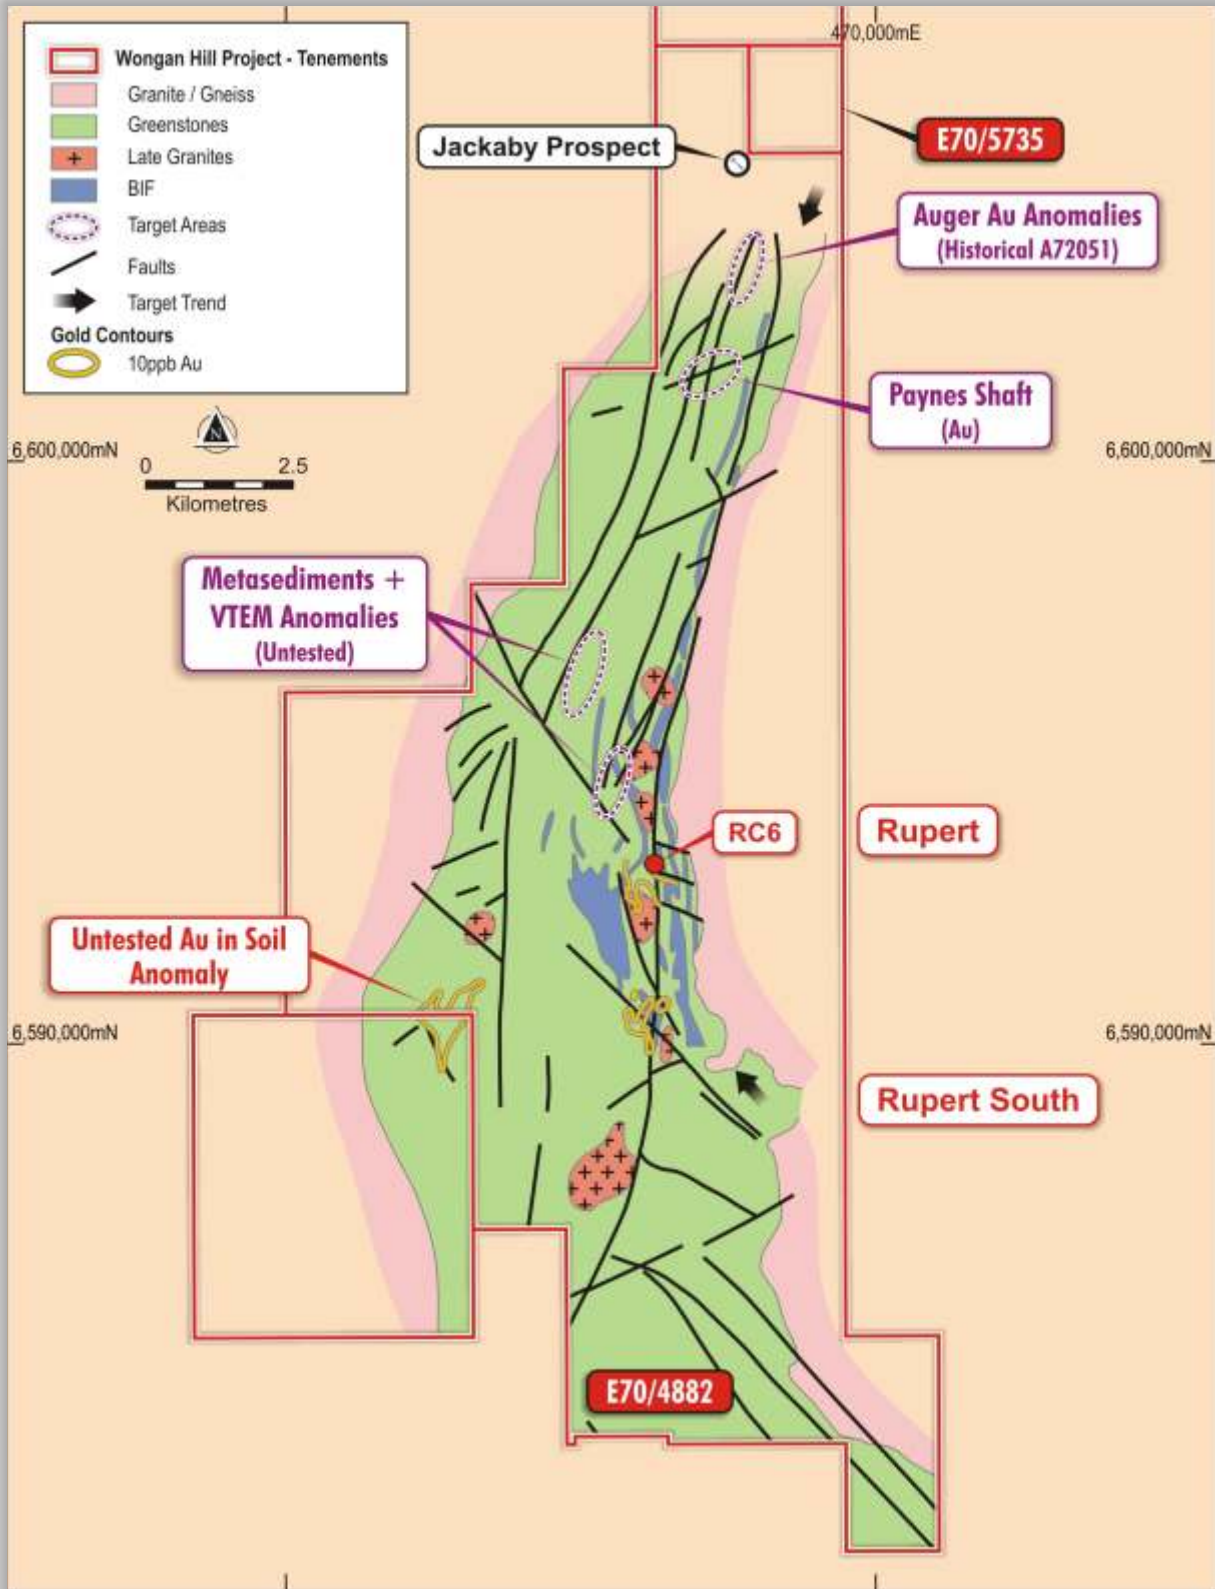 Wongan Hill Project - Tenements
Granite / Gneiss
Greenstones
+
Late Granites
BIF
Target Areas
Faults
Target Trend
Gold Contours
10ppb Au
470,000mE
E70/5735
Jackaby Prospect
Auger Au Anomalies
(Historical A72051)
Paynes Shaft
(Au)
6,600,000mN
N
0 2.5
Kilometres
6,600,000mN
Metasediments +
VTEM Anomalies
(Untested)
RC6
Rupert
Untested Au in Soil
Anomaly
6,590,000mN
6,590,000mN
Rupert South
E70/4882